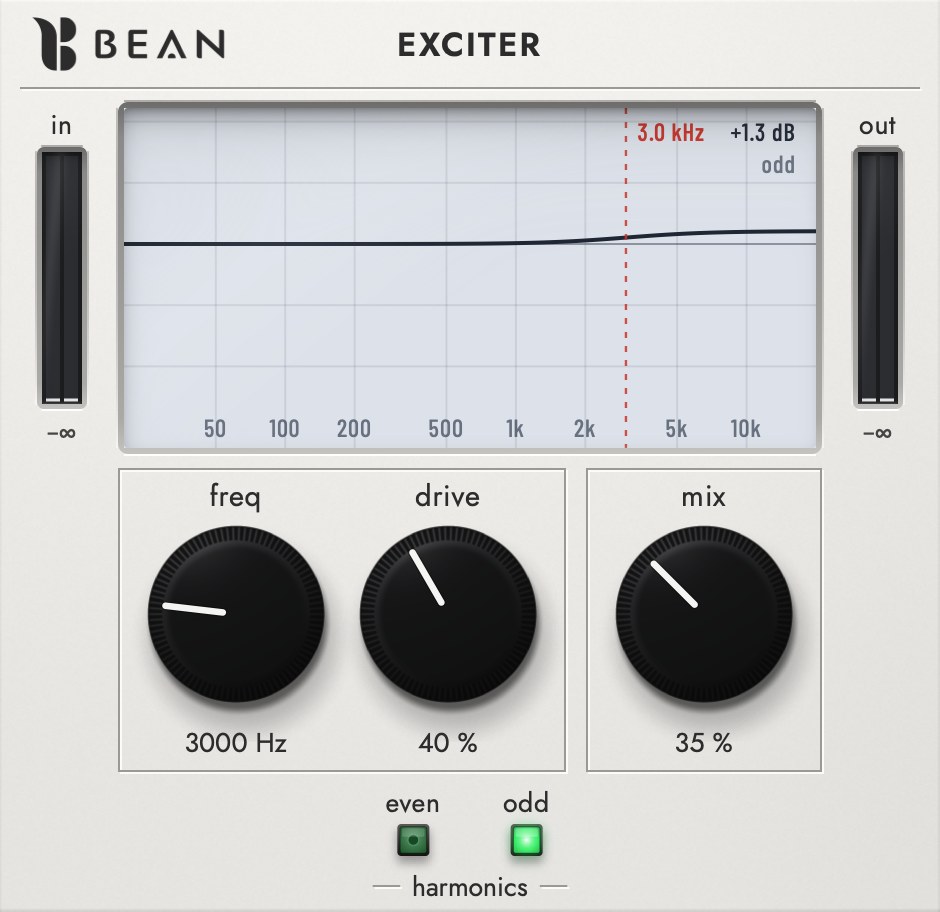 BEAN
EXCITER
in
out
3.0 kHz +1.3 dB
odd
50 100 200 500 1k 2k 5k 10k
-∞
-∞
freq
drive
mix
3000 Hz
40 %
35 %
even
odd
harmonics